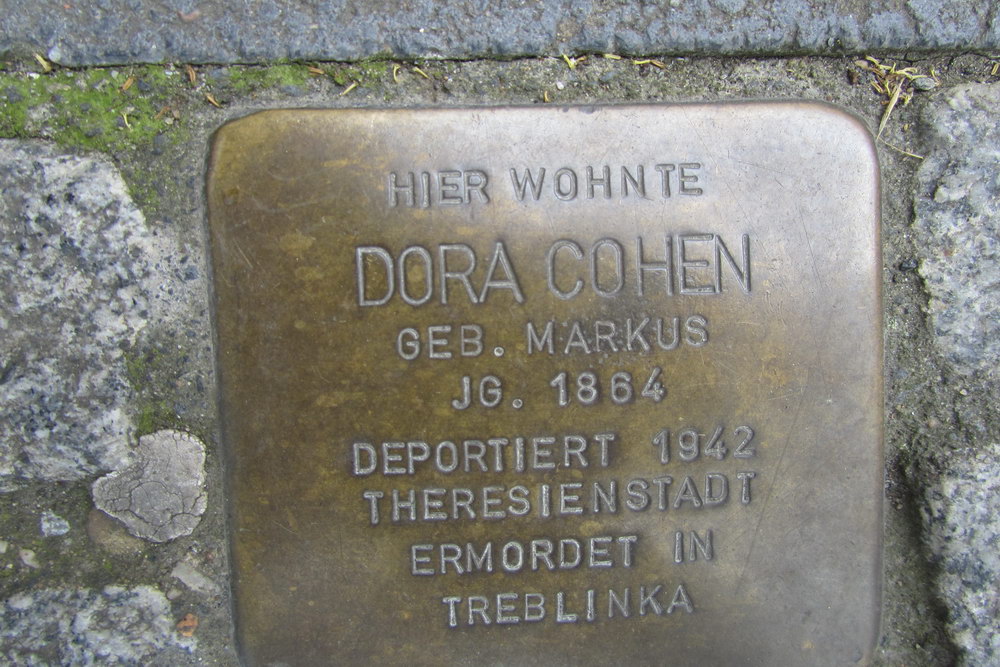 HIER WOHNTE
DORA COHEN
GEB. MARKUS
JG. 1864
DEPORTIERT 1942
THERESIENSTADT
ERMORDET IN
TREBLINKA